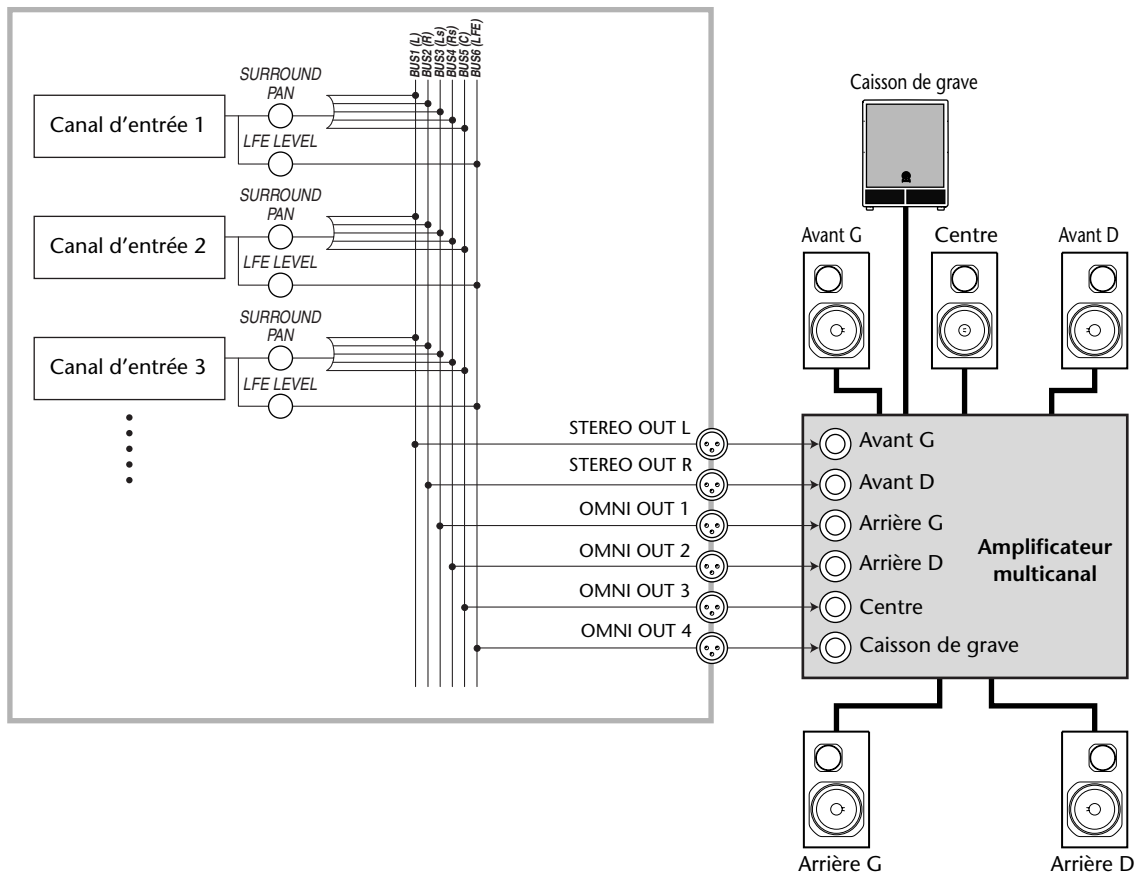 BUS1 (L)
BUS2 (R)
BUS3 (Ls)
BUS4 (Rs)
BUS5 (C)
BUS6 (LFE)
SURROUND
PAN
Canal d'entrée 1
LFE LEVEL
SURROUND
PAN
Canal d'entrée 2
LFE LEVEL
SURROUND
PAN
Canal d'entrée 3
LFE LEVEL
Caisson de grave
Avant G
Centre
Avant D
STEREO OUT L
STEREO OUT R
OMNI OUT 1
OMNI OUT 2
OMNI OUT 3
OMNI OUT 4
Avant G
Avant D
Arrière G
Arrière D
Centre
Caisson de grave
Amplificateur
multicanal
Arrière G
Arrière D